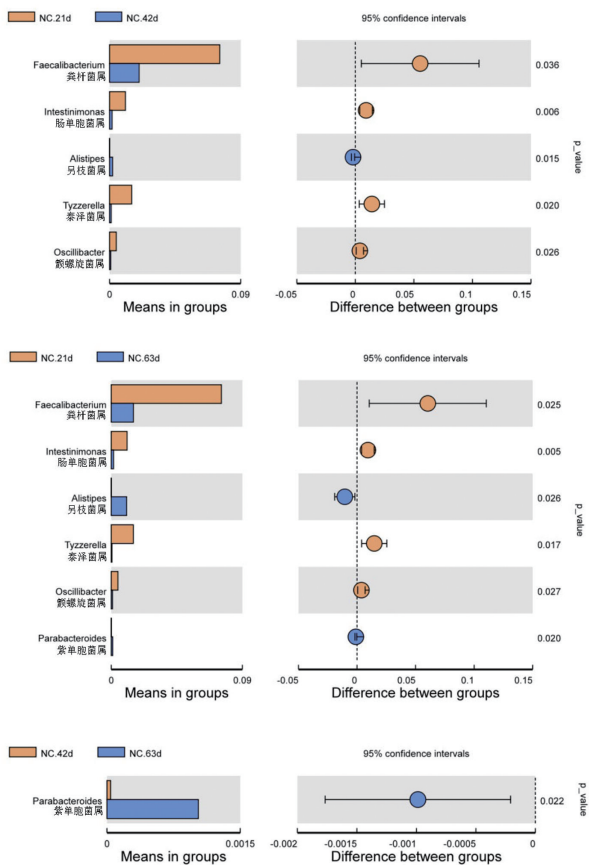 NC.21d NC.42d 95% confidence intervals
Faecalibacterium 0.036
粪杆菌属
Intestinimonas 0.006
肠单胞菌属
Alistipes 0.015
另枝菌属
Tyzzerella 0.020
泰泽菌属
Oscillibacter 0.026
颤螺旋菌属
p_value
0 0.09 -0.05 0 0.05 0.10 0.15
Means in groups Difference between groups
NC.21d NC.63d 95% confidence intervals
Faecalibacterium 0.025
粪杆菌属
Intestinimonas 0.005
肠单胞菌属
Alistipes 0.026
另枝菌属
Tyzzerella 0.017
泰泽菌属
Oscillibacter 0.027
颤螺旋菌属
Parabacteroides 0.020
紫单胞菌属
p_value
0 0.09 -0.05 0 0.05 0.10 0.15
Means in groups Difference between groups
NC.42d NC.63d 95% confidence intervals
Parabacteroides 0.022
紫单胞菌属
p_value
0 0.0015 -0.002 -0.0015 -0.001 -0.0005 0
Means in groups Difference between groups